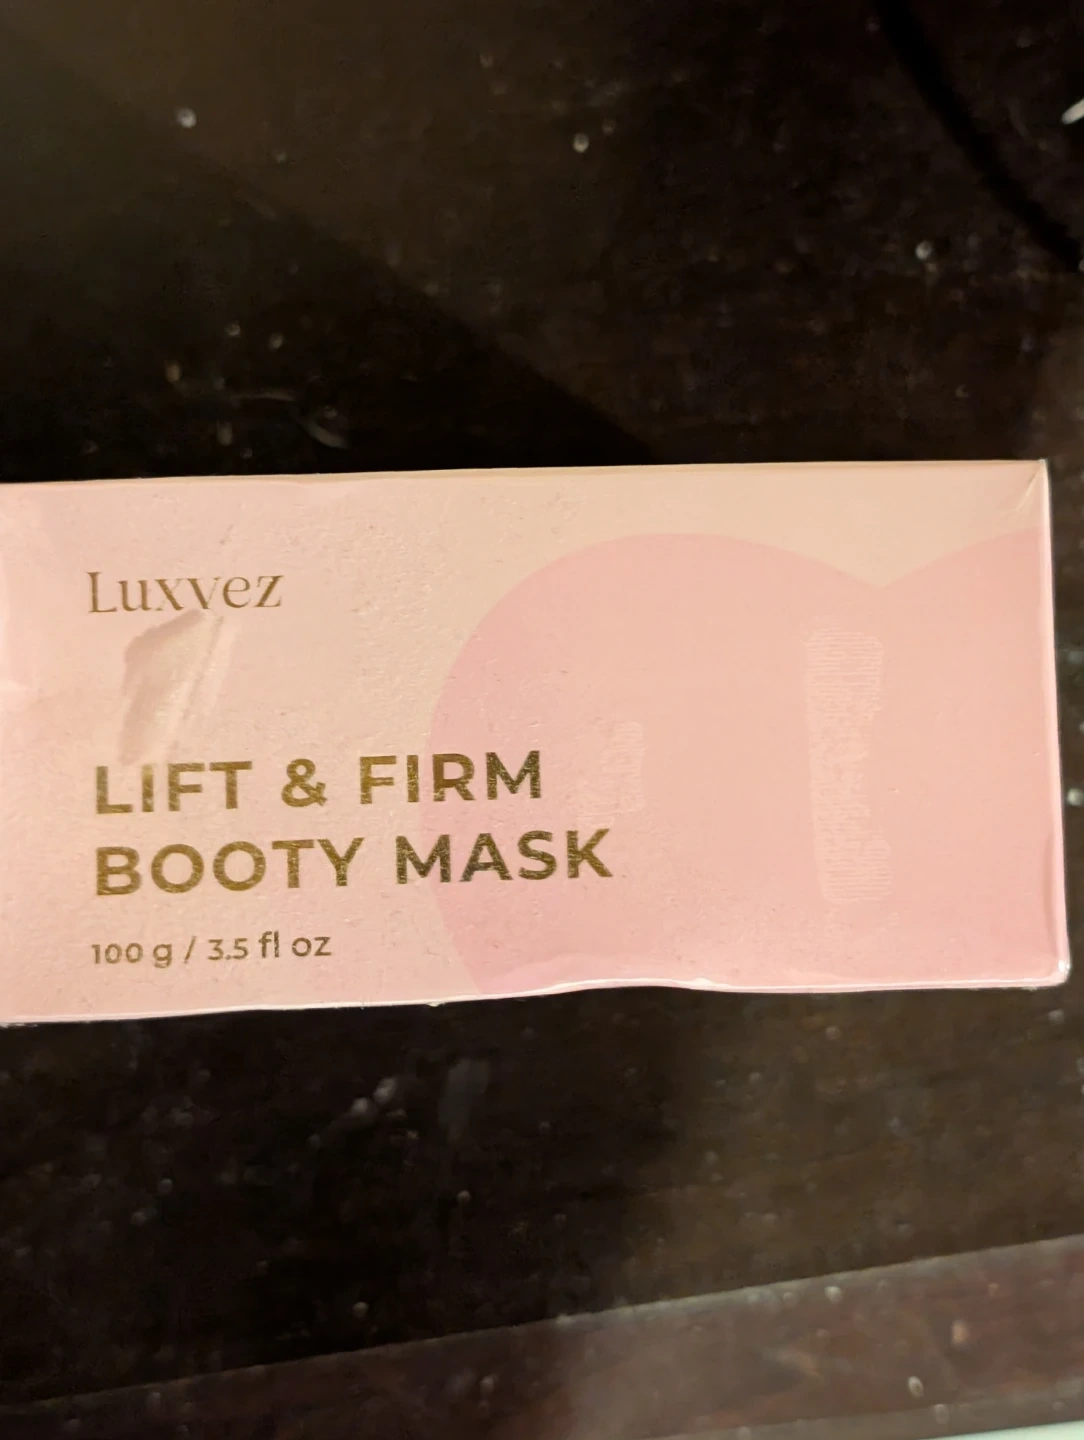 Luxvez
LIFT & FIRM
BOOTY MASK
100 g / 3.5 fl oz